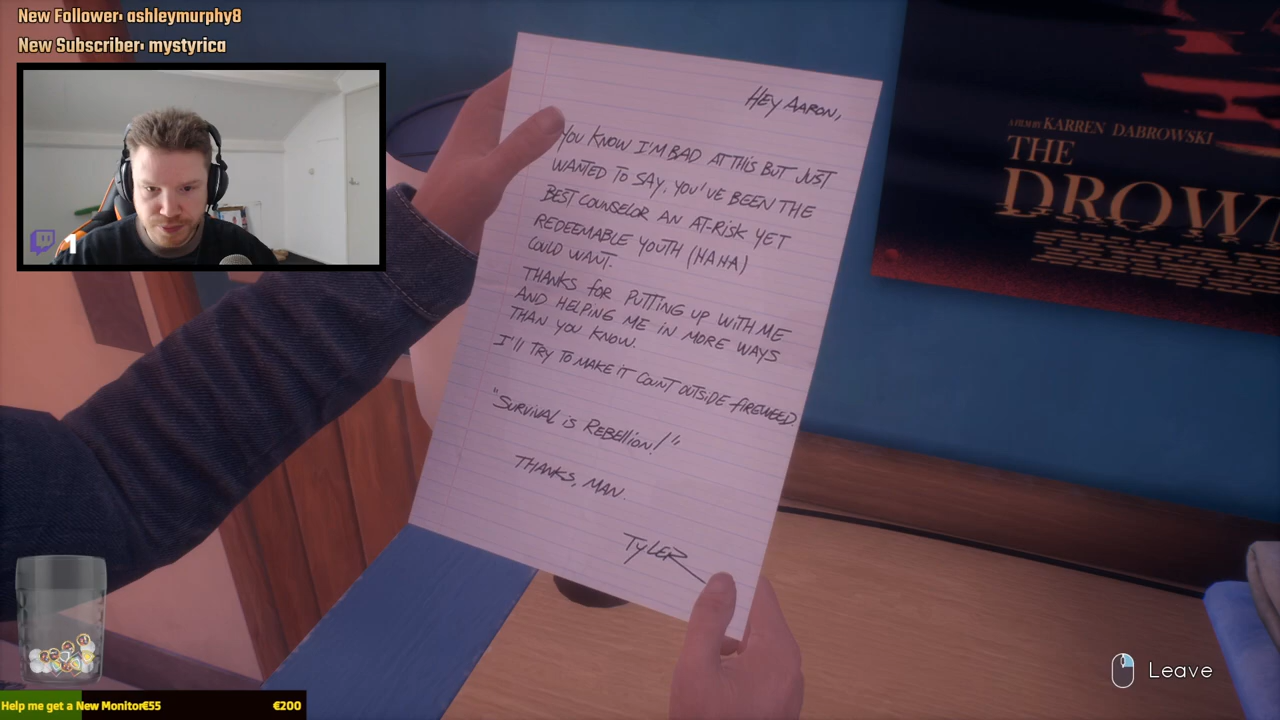 New Follower: ashleymurphy8
New Subscriber: mystyrica
1
HEY AARON,
YOU KNOW I'M BAD AT THIS BUT JUST
WANTED TO SAY, YOU'VE BEEN THE
BEST COUNSELOR AN AT-RISK YET
REDEEMABLE YOUTH (HAHA)
COULD WANT.
THANKS FOR PUTTING UP WITH ME
AND HELPING ME IN MORE WAYS
THAN YOU KNOW.
I'LL TRY TO MAKE IT COUNT OUTSIDE FIREWEED.
"SURVIVAL IS REBELLION!"
THANKS, MAN.
TYLER
A FILM BY KARREN DABROWSKI
THE
DROW
Leave
Help me get a New Monitor €55
€200